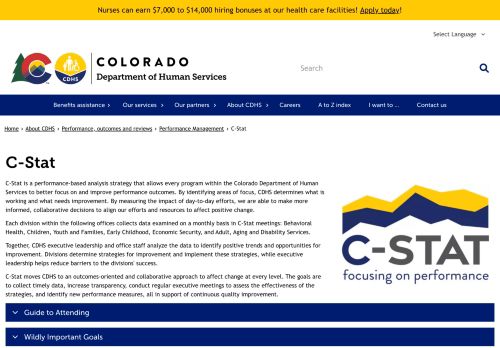 Nurses can earn $7,000 to $14,000 hiring bonuses at our health care facilities! Apply today!
Select Language
CDHS
COLORADO
Department of Human Services
Search
Benefits assistance
Our services
Our partners
About CDHS
Careers
A to Z index
I want to ...
Contact us
Home › About CDHS › Performance, outcomes and reviews › Performance Management › C-Stat
C-Stat
C-Stat is a performance-based analysis strategy that allows every program within the Colorado Department of Human
Services to better focus on and improve performance outcomes. By identifying areas of focus, CDHS determines what is
working and what needs improvement. By measuring the impact of day-to-day efforts, we are able to make more
informed, collaborative decisions to align our efforts and resources to affect positive change.
Each division within the following offices collects data examined on a monthly basis in C-Stat meetings: Behavioral
Health, Children, Youth and Families, Early Childhood, Economic Security, and Adult, Aging and Disability Services.
Together, CDHS executive leadership and office staff analyze the data to identify positive trends and opportunities for
improvement. Divisions determine strategies for improvement and implement these strategies, while executive
leadership helps reduce barriers to the divisions' success.
C-Stat moves CDHS to an outcomes-oriented and collaborative approach to affect change at every level. The goals are
to collect timely data, increase transparency, conduct regular executive meetings to assess the effectiveness of the
strategies, and identify new performance measures, all in support of continuous quality improvement.
C-STAT
focusing on performance
Guide to Attending
Wildly Important Goals